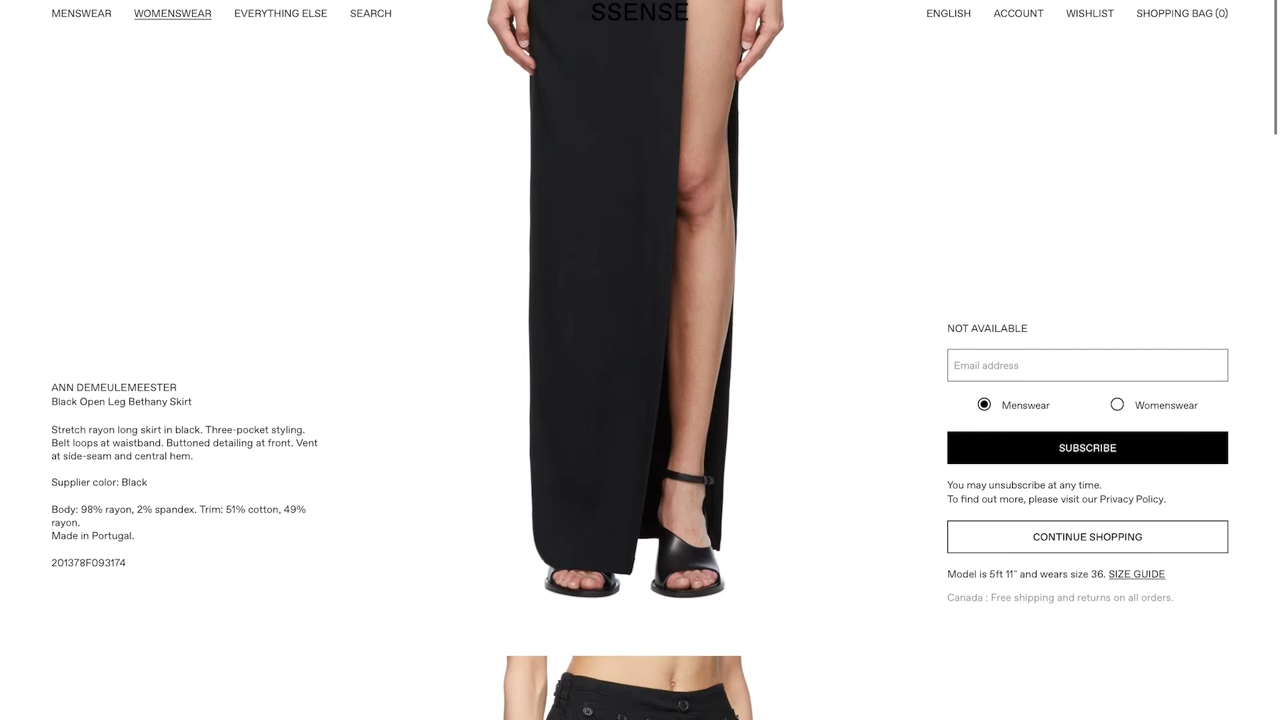 MENSWEAR WOMENSWEAR EVERYTHING ELSE SEARCH SSENSE ENGLISH ACCOUNT WISHLIST SHOPPING BAG (0)
ANN DEMEULEMEESTER
Black Open Leg Bethany Skirt
Stretch rayon long skirt in black. Three-pocket styling.
Belt loops at waistband. Buttoned detailing at front. Vent
at side-seam and central hem.
Supplier color: Black
Body: 98% rayon, 2% spandex. Trim: 51% cotton, 49%
rayon.
Made in Portugal.
201378F093174
NOT AVAILABLE
Email address
Menswear Womenswear
SUBSCRIBE
You may unsubscribe at any time.
To find out more, please visit our Privacy Policy.
CONTINUE SHOPPING
Model is 5ft 11" and wears size 36. SIZE GUIDE
Canada : Free shipping and returns on all orders.